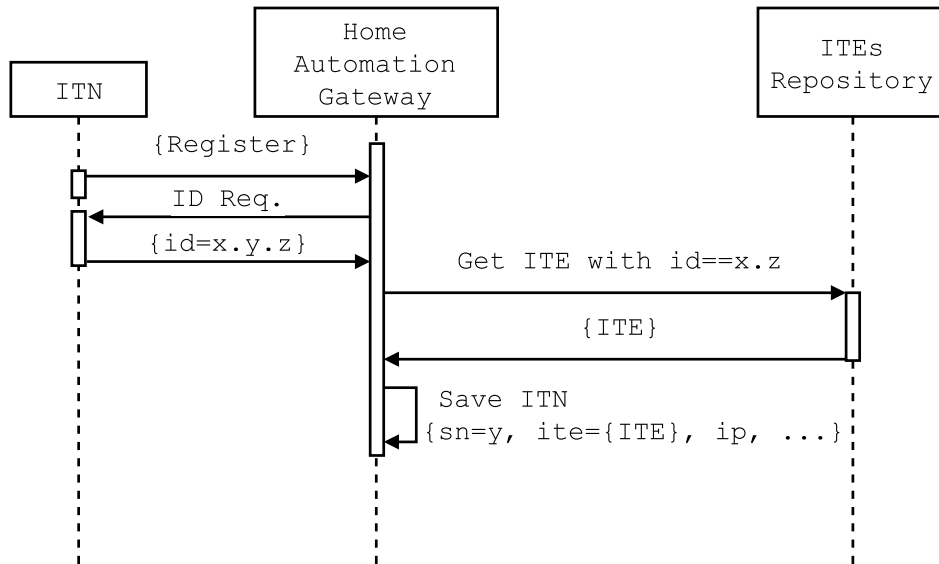 Home
Automation
Gateway
ITEs
Repository
ITN
{Register}
ID Req.
{id=x.y.z}
Get ITE with id==x.z
{ITE}
Save ITN
{sn=y, ite={ITE}, ip, ...}